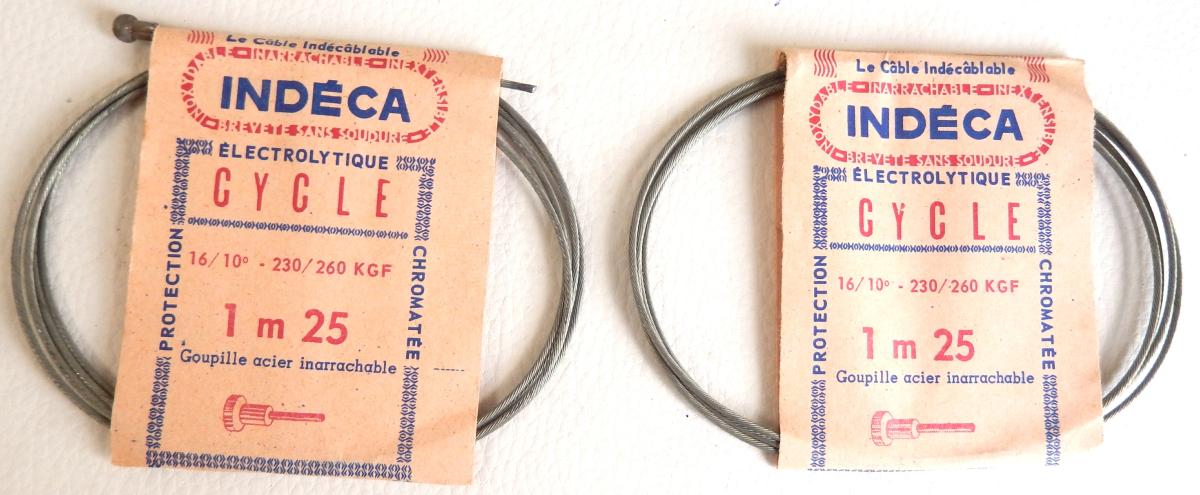 Le Câble Indécâblable
INOXYDABLE INARRACHABLE INEXTENSIBLE
INDÉCA
BREVETÉ SANS SOUDURE
ÉLECTROLYTIQUE
CYCLE
PROTECTION
CHROMATÉE
16/10º - 230/260 KGF
1 m 25
Goupille acier inarrachable
Le Câble Indécâblable
INOXYDABLE INARRACHABLE INEXTENSIBLE
INDÉCA
BREVETÉ SANS SOUDURE
ÉLECTROLYTIQUE
CYCLE
PROTECTION
CHROMATÉE
16/10º - 230/260 KGF
1 m 25
Goupille acier inarrachable